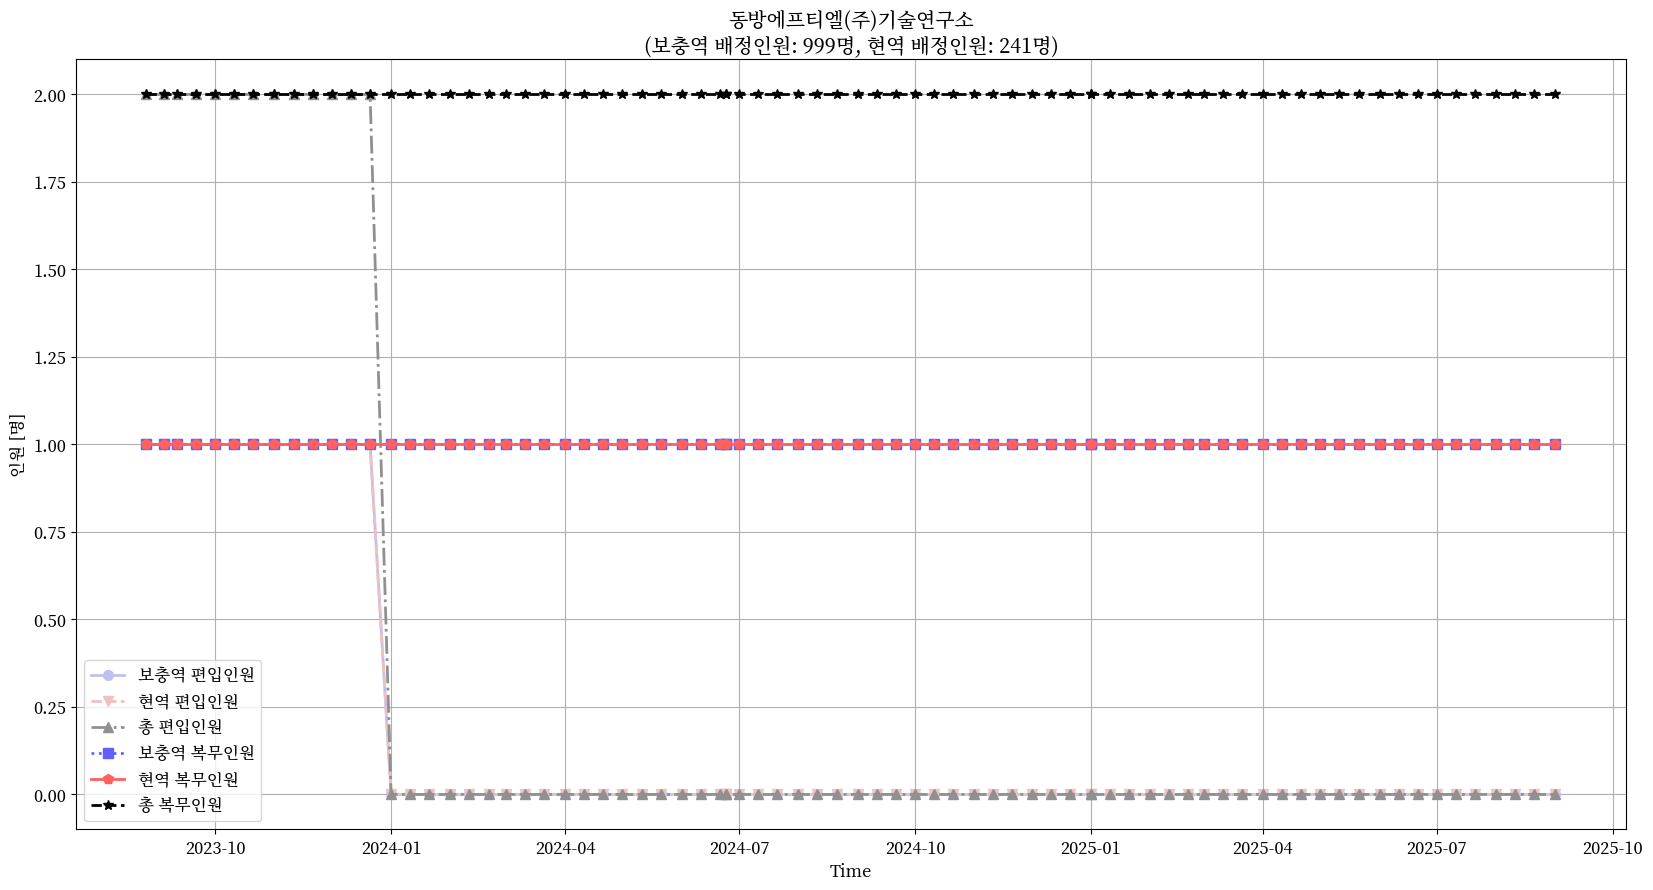 동방에프티엘(주)기술연구소
(보충역 배정인원: 999명, 현역 배정인원: 241명)
인원 [명]
2.00
1.75
1.50
1.25
1.00
0.75
0.50
0.25
0.00
보충역 편입인원
현역 편입인원
총 편입인원
보충역 복무인원
현역 복무인원
총 복무인원
2023-10
2024-01
2024-04
2024-07
2024-10
2025-01
2025-04
2025-07
2025-10
Time